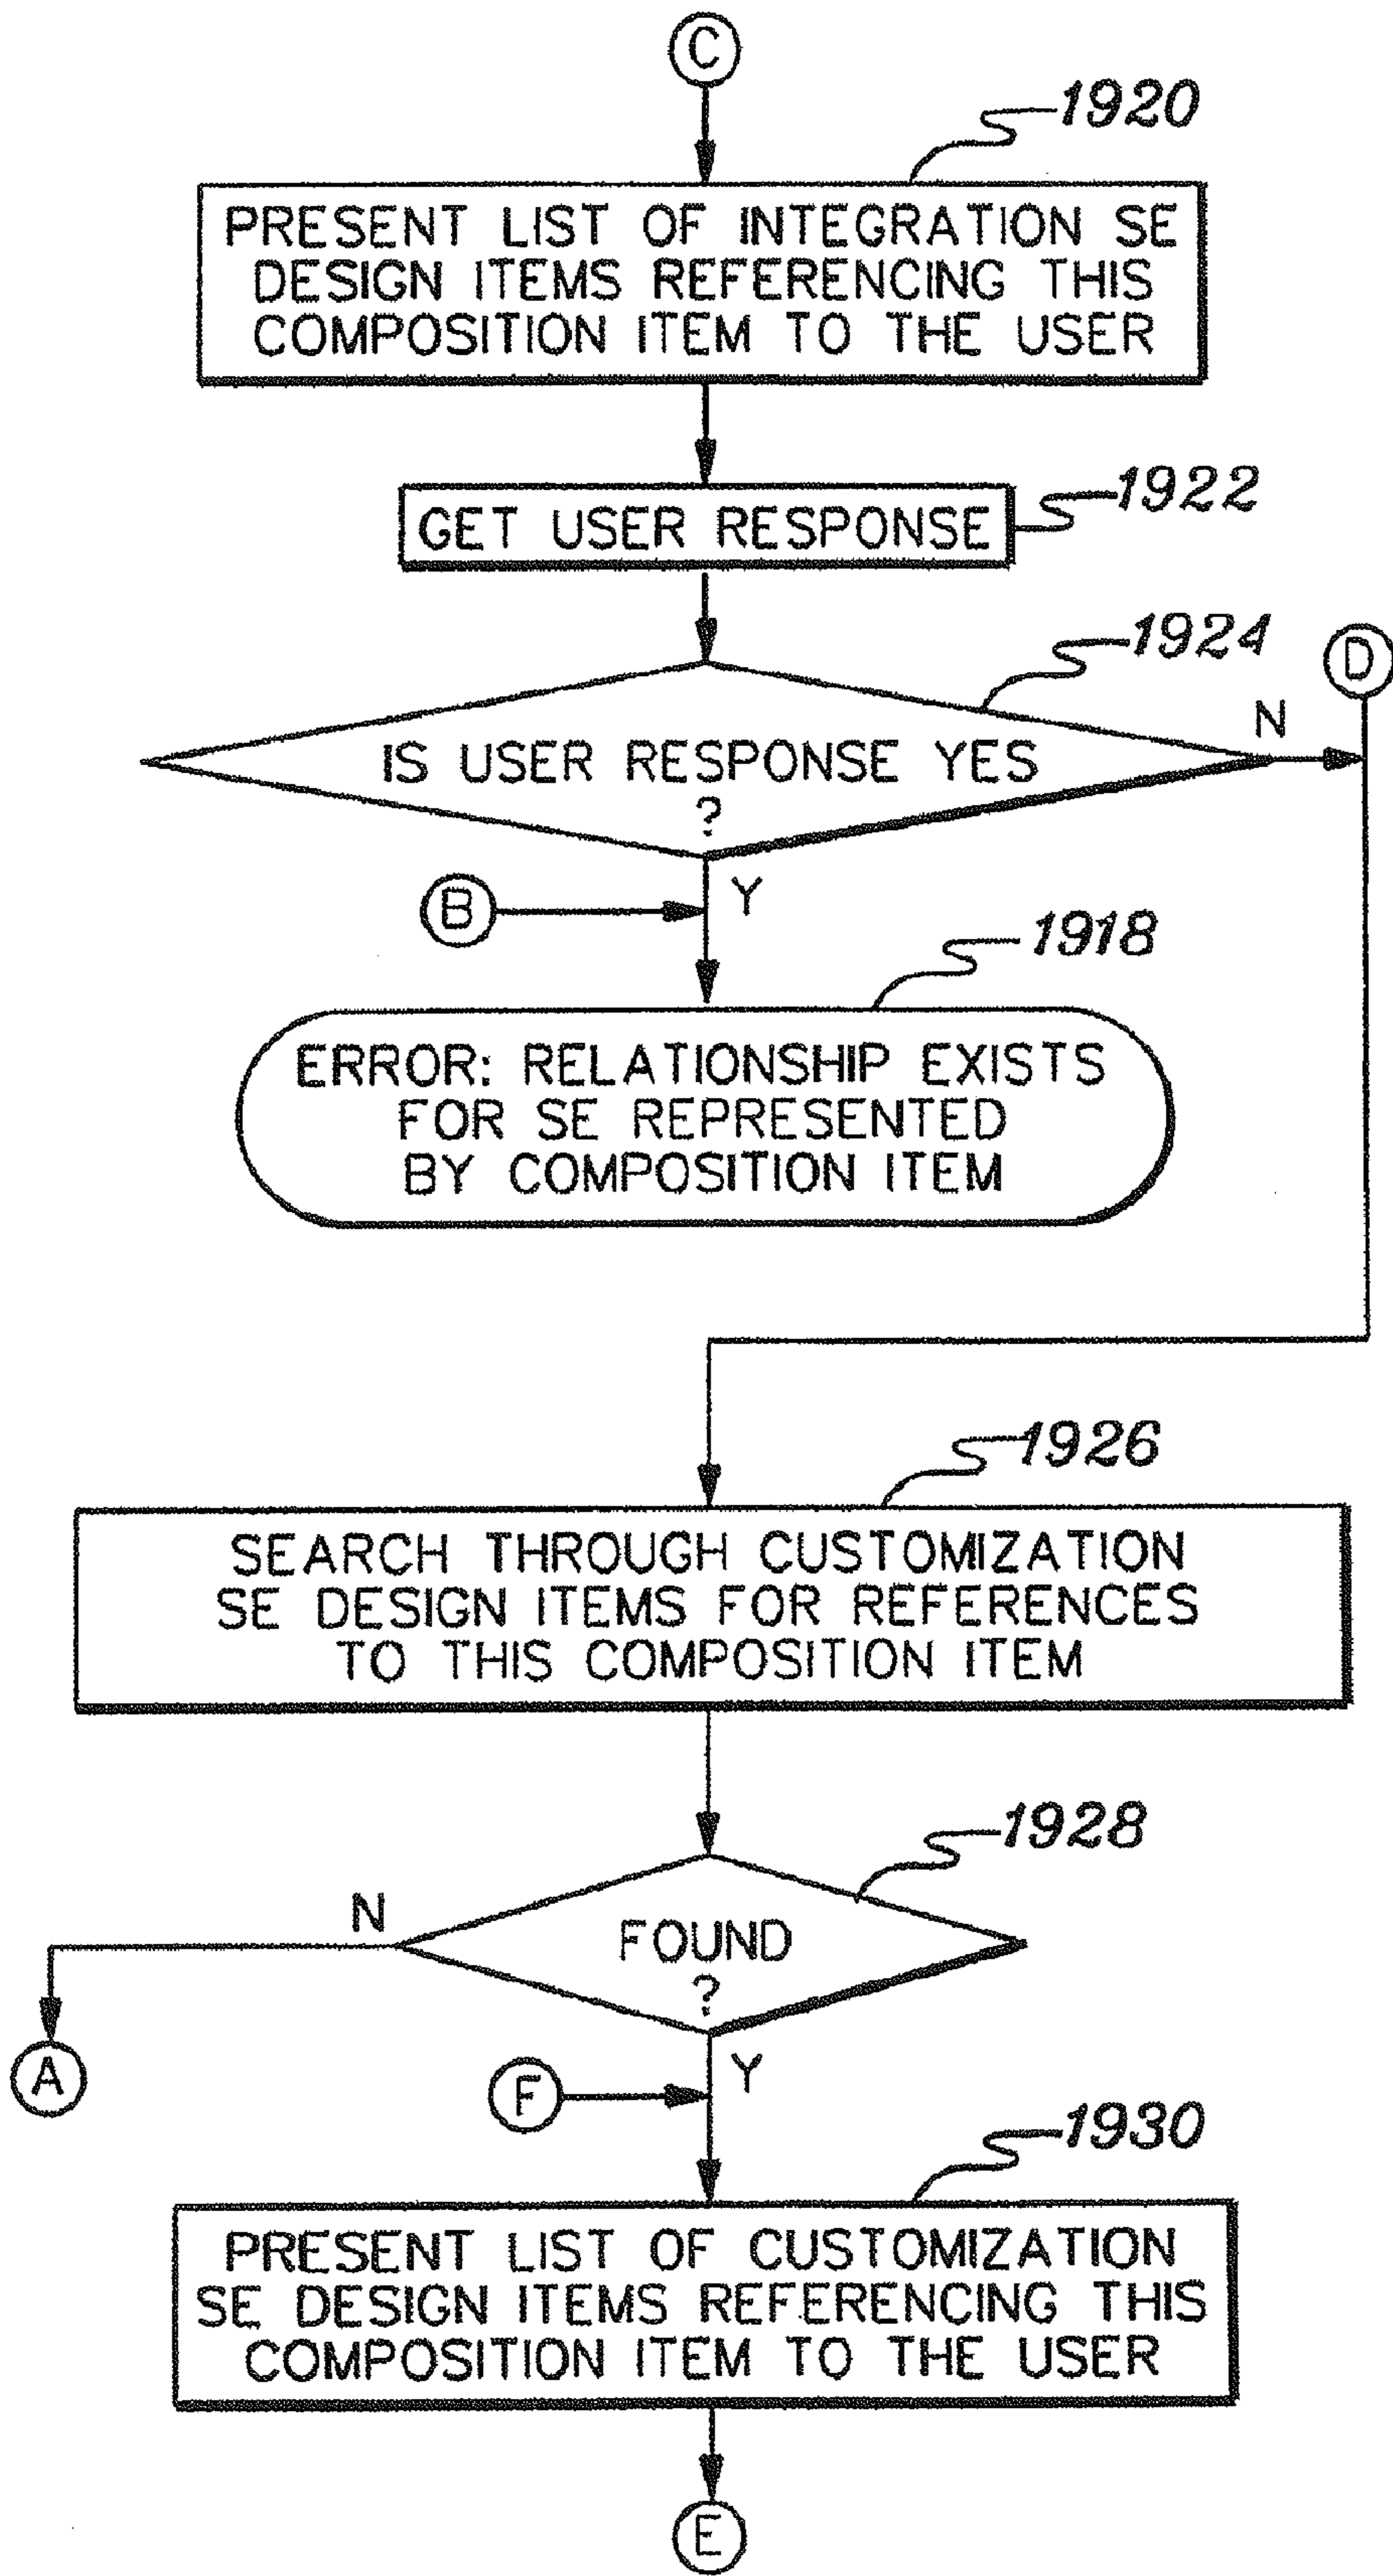 C
1920
PRESENT LIST OF INTEGRATION SE
DESIGN ITEMS REFERENCING THIS
COMPOSITION ITEM TO THE USER
1922
GET USER RESPONSE
1924
D
N
IS USER RESPONSE YES
?
Y
B
1918
ERROR: RELATIONSHIP EXISTS
FOR SE REPRESENTED
BY COMPOSITION ITEM
1926
SEARCH THROUGH CUSTOMIZATION
SE DESIGN ITEMS FOR REFERENCES
TO THIS COMPOSITION ITEM
1928
N
FOUND
?
A
Y
F
1930
PRESENT LIST OF CUSTOMIZATION
SE DESIGN ITEMS REFERENCING THIS
COMPOSITION ITEM TO THE USER
E